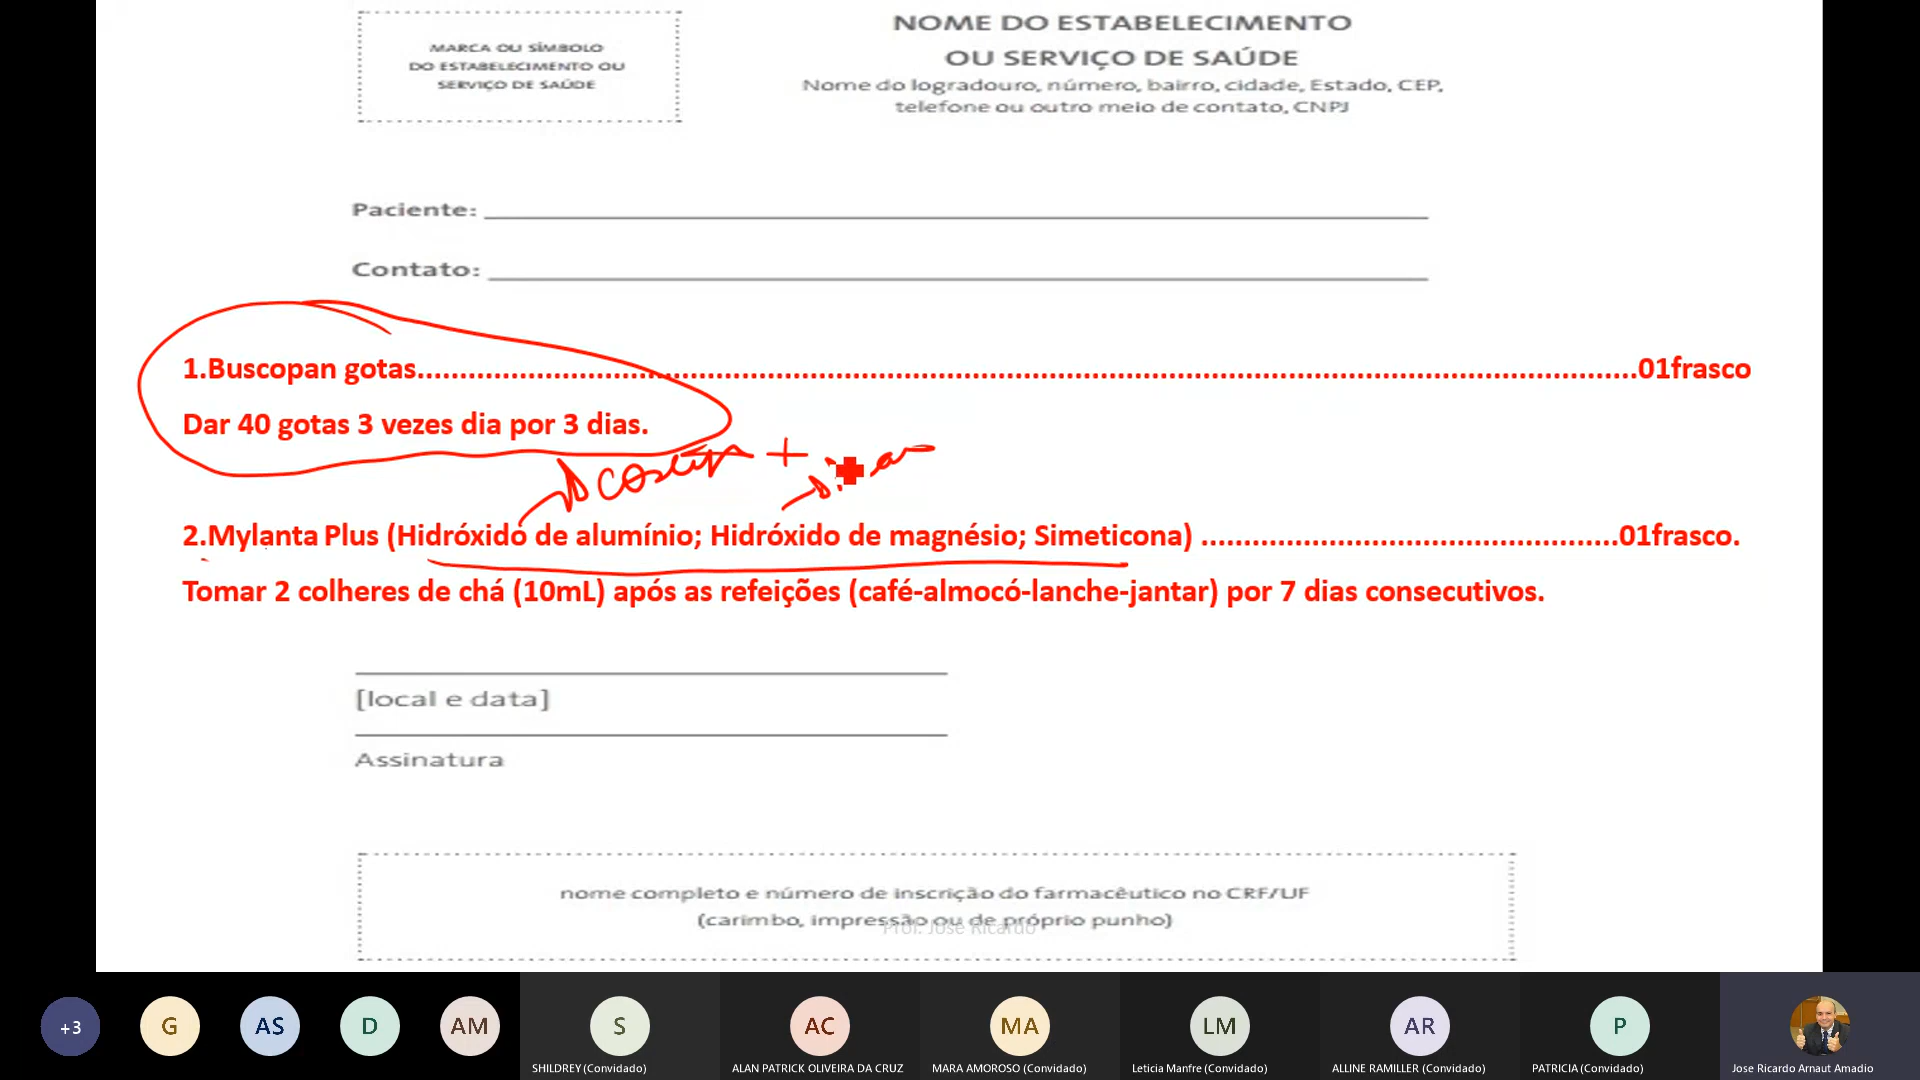 NOME DO ESTABELECIMENTO
OU SERVIÇO DE SAÚDE
MARCA OU SÍMBOLO
DO ESTABELECIMENTO OU
SERVIÇO DE SAÚDE
Nome do logradouro, número, bairro, cidade, Estado, CEP,
telefone ou outro meio de contato, CNPJ
Paciente:
Contato:
1.Buscopan gotas...01frasco
Dar 40 gotas 3 vezes dia por 3 dias.
+
2.Mylanta Plus (Hidróxido de alumínio; Hidróxido de magnésio; Simeticona) ...01frasco.
Tomar 2 colheres de chá (10mL) após as refeições (café-almocó-lanche-jantar) por 7 dias consecutivos.
[local e data]
Assinatura
nome completo e número de inscrição do farmacêutico no CRF/UF
(carimbo, impressão ou de próprio punho)
Prof. José Ricardo
+3
G
AS
D
AM
S
AC
MA
LM
AR
P
SHILDREY (Convidado)
ALAN PATRICK OLIVEIRA DA CRUZ
MARA AMOROSO (Convidado)
Leticia Manfre (Convidado)
ALLINE RAMILLER (Convidado)
PATRICIA (Convidado)
Jose Ricardo Arnaut Amadio